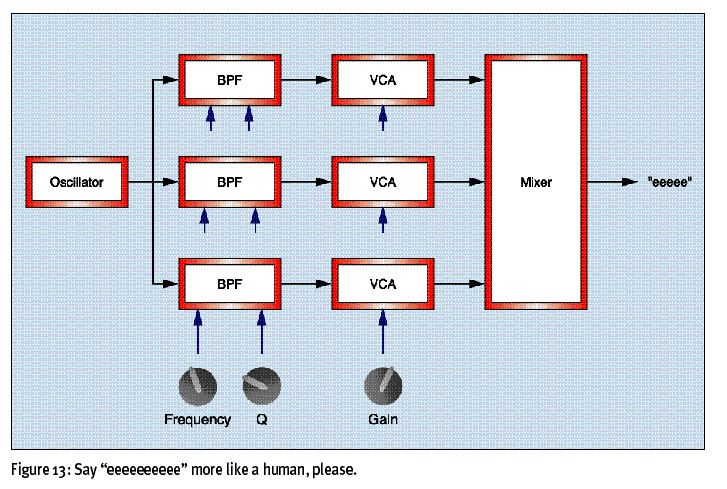 BPF
VCA
Oscillator
BPF
VCA
Mixer
"eeeee"
BPF
VCA
Frequency
Q
Gain
Figure 13: Say “eeeeeeeeee” more like a human, please.